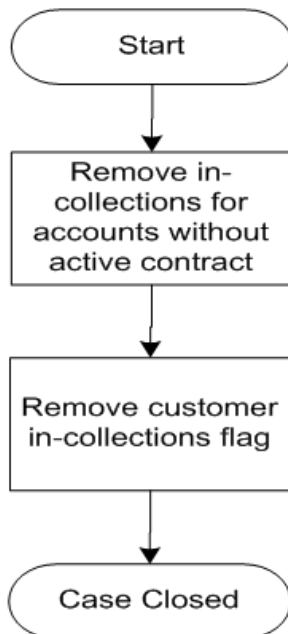 Start
Remove in-
collections for
accounts without
active contract
Remove customer
in-collections flag
Case Closed